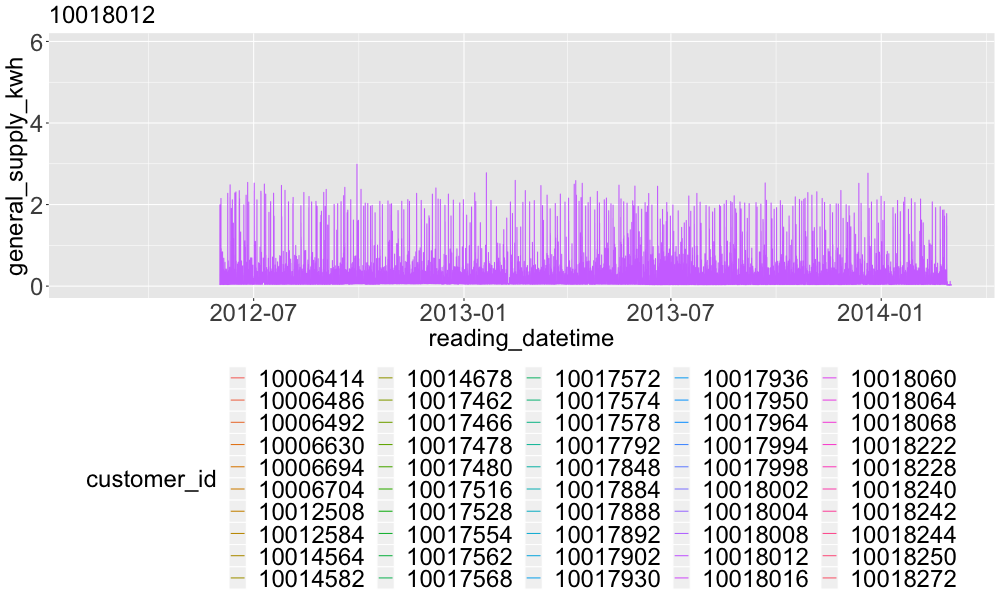 10018012
general_supply_kwh
6
4
2
0
2012-07 2013-01 2013-07 2014-01
reading_datetime
customer_id
10006414 10014678 10017572 10017936 10018060
10006486 10017462 10017574 10017950 10018064
10006492 10017466 10017578 10017964 10018068
10006630 10017478 10017792 10017994 10018222
10006694 10017480 10017848 10017998 10018228
10006704 10017516 10017884 10018002 10018240
10012508 10017528 10017888 10018004 10018242
10012584 10017554 10017892 10018008 10018244
10014564 10017562 10017902 10018012 10018250
10014582 10017568 10017930 10018016 10018272